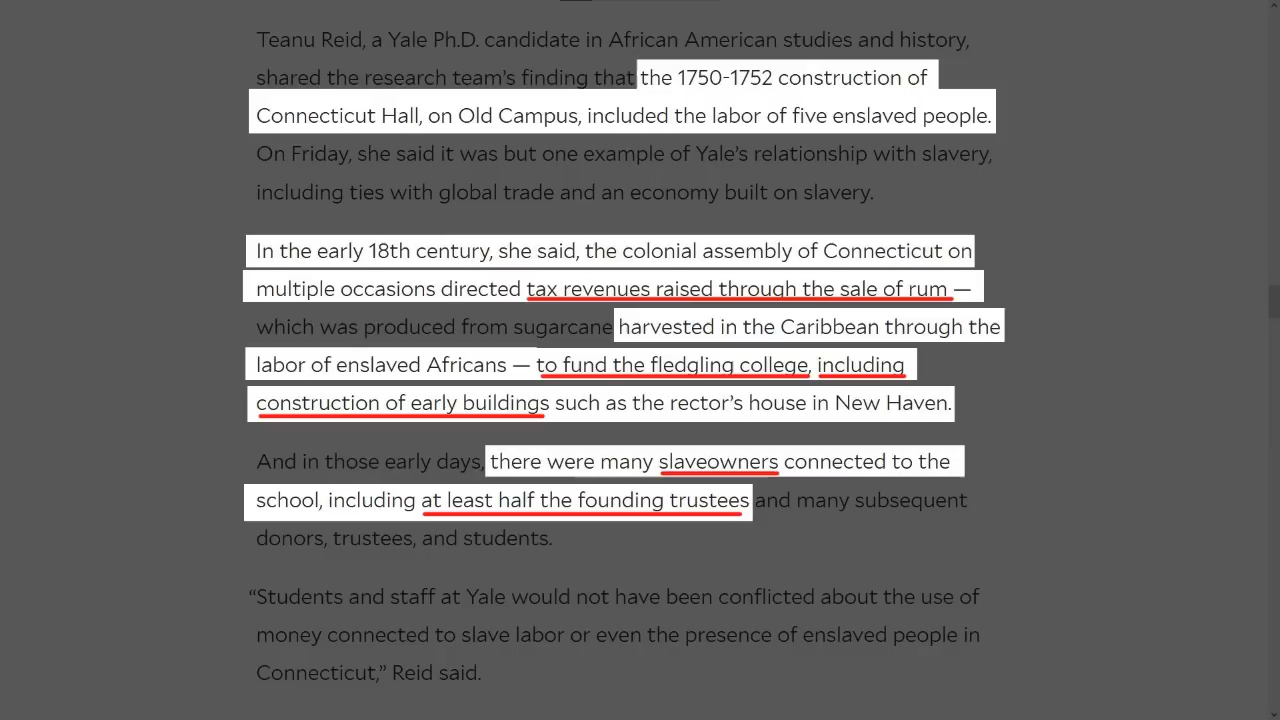 Teanu Reid, a Yale Ph.D. candidate in African American studies and history,
shared the research team’s finding that the 1750-1752 construction of
Connecticut Hall, on Old Campus, included the labor of five enslaved people.
On Friday, she said it was but one example of Yale’s relationship with slavery,
including ties with global trade and an economy built on slavery.
In the early 18th century, she said, the colonial assembly of Connecticut on
multiple occasions directed tax revenues raised through the sale of rum —
which was produced from sugarcane harvested in the Caribbean through the
labor of enslaved Africans — to fund the fledgling college, including
construction of early buildings such as the rector’s house in New Haven.
And in those early days, there were many slaveowners connected to the
school, including at least half the founding trustees and many subsequent
donors, trustees, and students.
“Students and staff at Yale would not have been conflicted about the use of
money connected to slave labor or even the presence of enslaved people in
Connecticut,” Reid said.